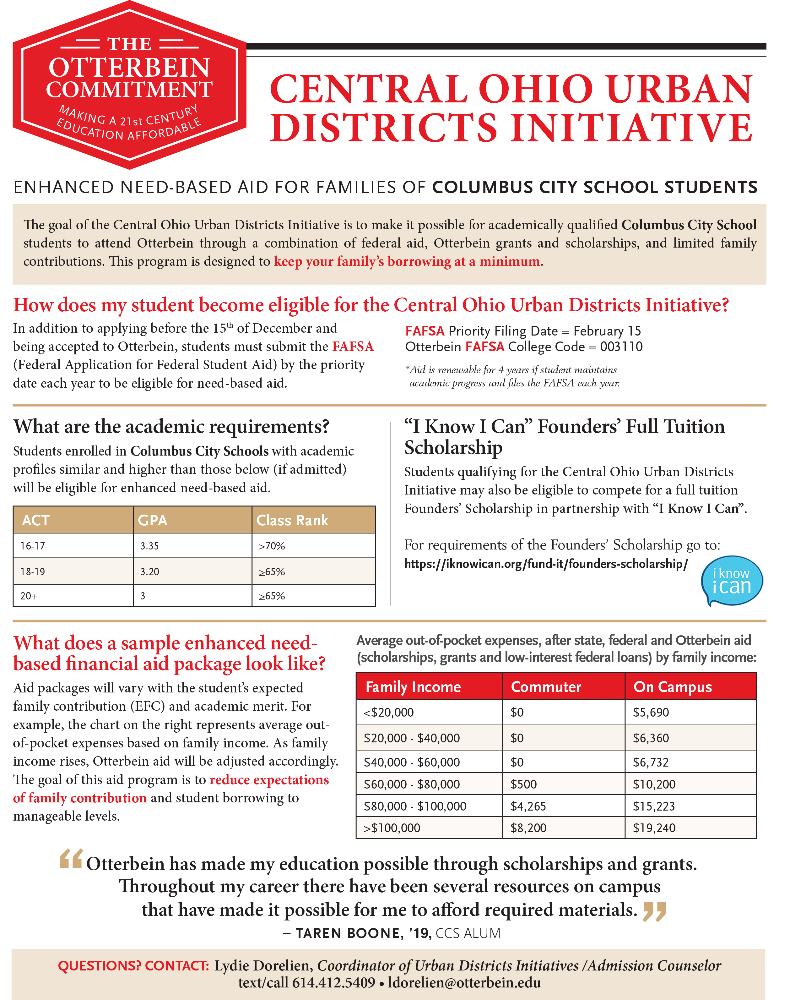 THE
OTTERBEIN
COMMITMENT
MAKING A 21st CENTURY
EDUCATION AFFORDABLE
CENTRAL OHIO URBAN
DISTRICTS INITIATIVE
ENHANCED NEED-BASED AID FOR FAMILIES OF COLUMBUS CITY SCHOOL STUDENTS
The goal of the Central Ohio Urban Districts Initiative is to make it possible for academically qualified Columbus City School
students to attend Otterbein through a combination of federal aid, Otterbein grants and scholarships, and limited family
contributions. This program is designed to keep your family’s borrowing at a minimum.
How does my student become eligible for the Central Ohio Urban Districts Initiative?
In addition to applying before the 15th of December and
being accepted to Otterbein, students must submit the FAFSA
(Federal Application for Federal Student Aid) by the priority
date each year to be eligible for need-based aid.
FAFSA Priority Filing Date = February 15
Otterbein FAFSA College Code = 003110
*Aid is renewable for 4 years if student maintains
academic progress and files the FAFSA each year.
What are the academic requirements?
Students enrolled in Columbus City Schools with academic
profiles similar and higher than those below (if admitted)
will be eligible for enhanced need-based aid.
ACT GPA Class Rank
16-17 3.35 >70%
18-19 3.20 ≥65%
20+ 3 ≥65%
“I Know I Can” Founders’ Full Tuition
Scholarship
Students qualifying for the Central Ohio Urban Districts
Initiative may also be eligible to compete for a full tuition
Founders’ Scholarship in partnership with “I Know I Can”.
For requirements of the Founders’ Scholarship go to:
https://iknowican.org/fund-it/founders-scholarship/
i know
i can
What does a sample enhanced need-
based financial aid package look like?
Aid packages will vary with the student’s expected
family contribution (EFC) and academic merit. For
example, the chart on the right represents average out-
of-pocket expenses based on family income. As family
income rises, Otterbein aid will be adjusted accordingly.
The goal of this aid program is to reduce expectations
of family contribution and student borrowing to
manageable levels.
Average out-of-pocket expenses, after state, federal and Otterbein aid
(scholarships, grants and low-interest federal loans) by family income:
Family Income Commuter On Campus
<$20,000 $0 $5,690
$20,000 - $40,000 $0 $6,360
$40,000 - $60,000 $0 $6,732
$60,000 - $80,000 $500 $10,200
$80,000 - $100,000 $4,265 $15,223
>$100,000 $8,200 $19,240
“Otterbein has made my education possible through scholarships and grants.
Throughout my career there have been several resources on campus
that have made it possible for me to afford required materials.”
– TAREN BOONE, ’19, CCS ALUM
QUESTIONS? CONTACT: Lydie Dorelien, Coordinator of Urban Districts Initiatives /Admission Counselor
text/call 614.412.5409 • ldorelien@otterbein.edu